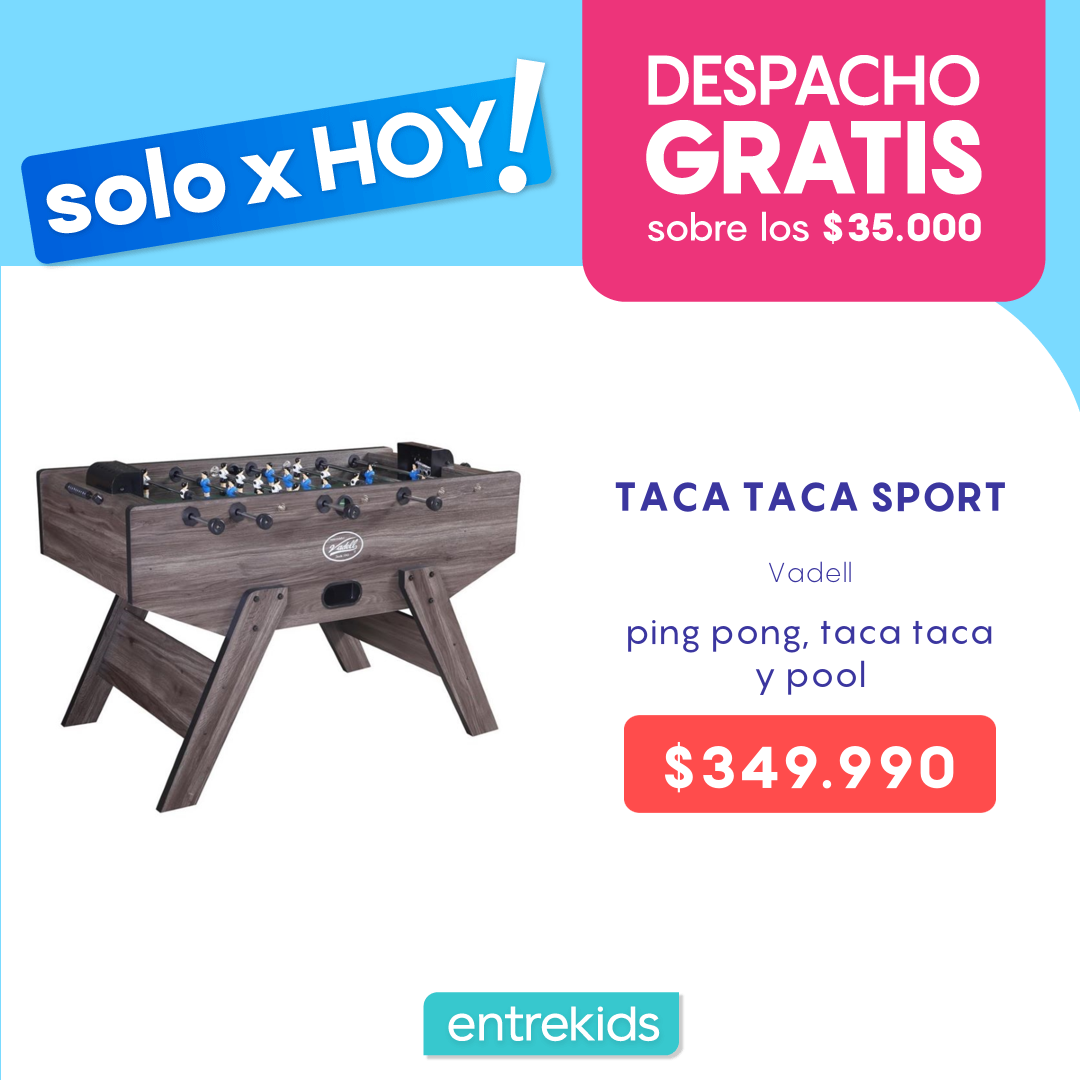 solo x HOY!
DESPACHO
GRATIS
sobre los $35.000
Vadell
TACA TACA SPORT
Vadell
ping pong, taca taca
y pool
$349.990
entrekids